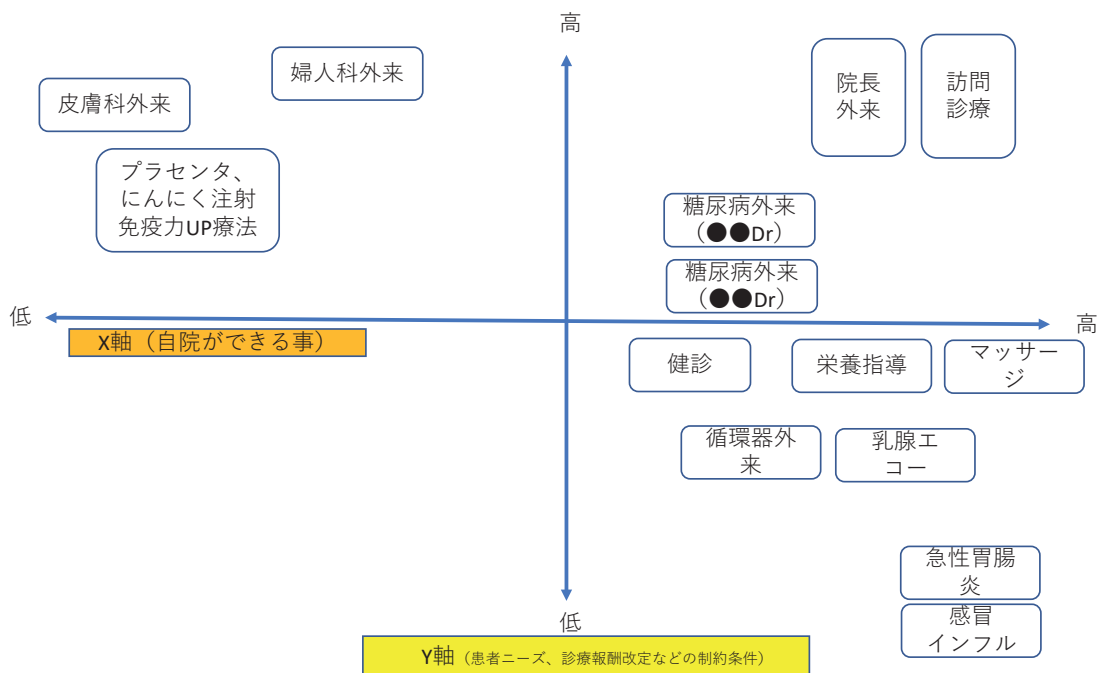 高
婦人科外来
皮膚科外来
院長
外来
訪問
診療
プラセンタ、
にんにく注射
免疫力UP療法
糖尿病外来
（●●Dr）
糖尿病外来
（●●Dr）
低
高
X軸（自院ができる事）
健診
栄養指導
マッサー
ジ
循環器外
来
乳腺エ
コー
急性胃腸
炎
感冒
インフル
低
Y軸（患者ニーズ、診療報酬改定などの制約条件）